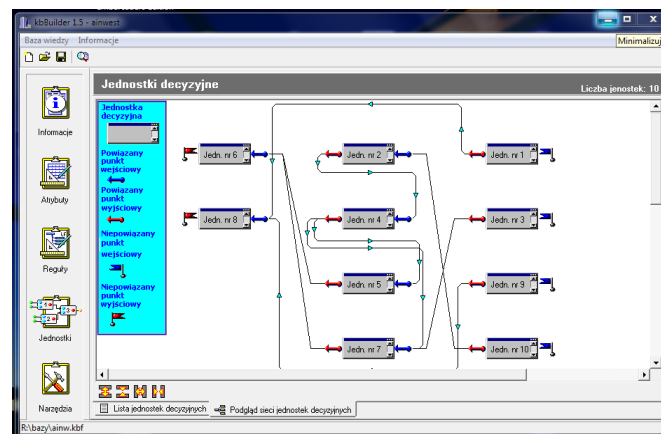 kbBuilder 1.5 - ainwest
Baza wiedzy Informacje
Minimalizuj
Jednostki decyzyjne
Liczba jenostek: 10
Informacje
Atrybuty
Reguły
Jednostki
Narzędzia
Jednostka
decyzyjna
Powiązany
punkt
wejściowy
Powiązany
punkt
wyjściowy
Niepowiązany
punkt
wejściowy
Niepowiązany
punkt
wyjściowy
Jedn. nr 6
Jedn. nr 2
Jedn. nr 1
Jedn. nr 8
Jedn. nr 4
Jedn. nr 3
Jedn. nr 5
Jedn. nr 9
Jedn. nr 7
Jedn. nr 10
Lista jednostek decyzyjnych
Podgląd sieci jednostek decyzyjnych
R:\bazy\ainw.kbf